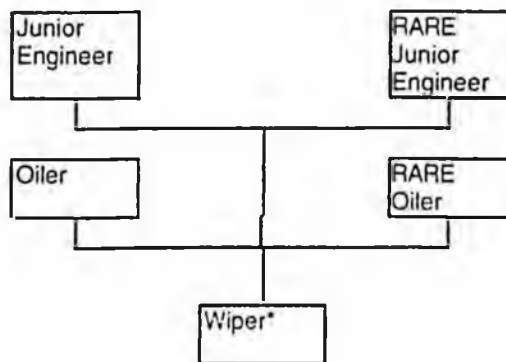 Junior
Engineer
RARE
Junior
Engineer
Oiler
RARE
Oiler
Wiper*